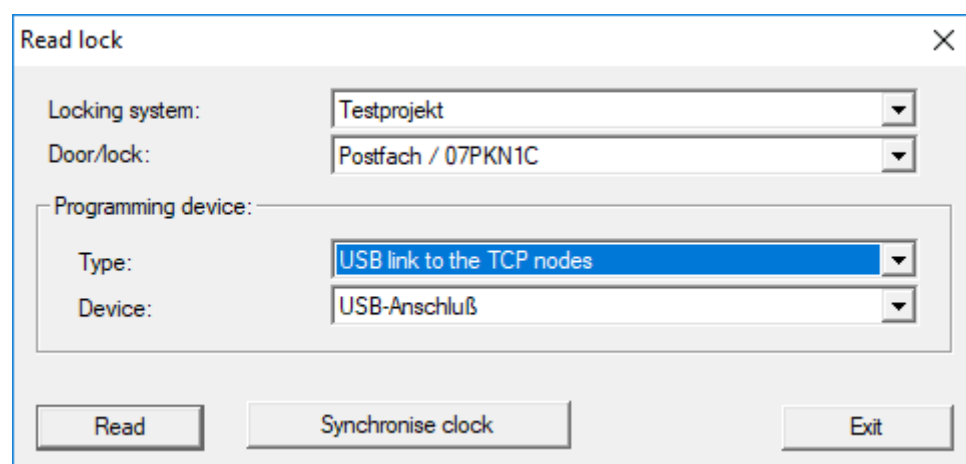 Read lock
Locking system: Testprojekt
Door/lock: Postfach / 07PKN1C
Programming device:
Type: USB link to the TCP nodes
Device: USB-Anschluß
Read Synchronise clock Exit